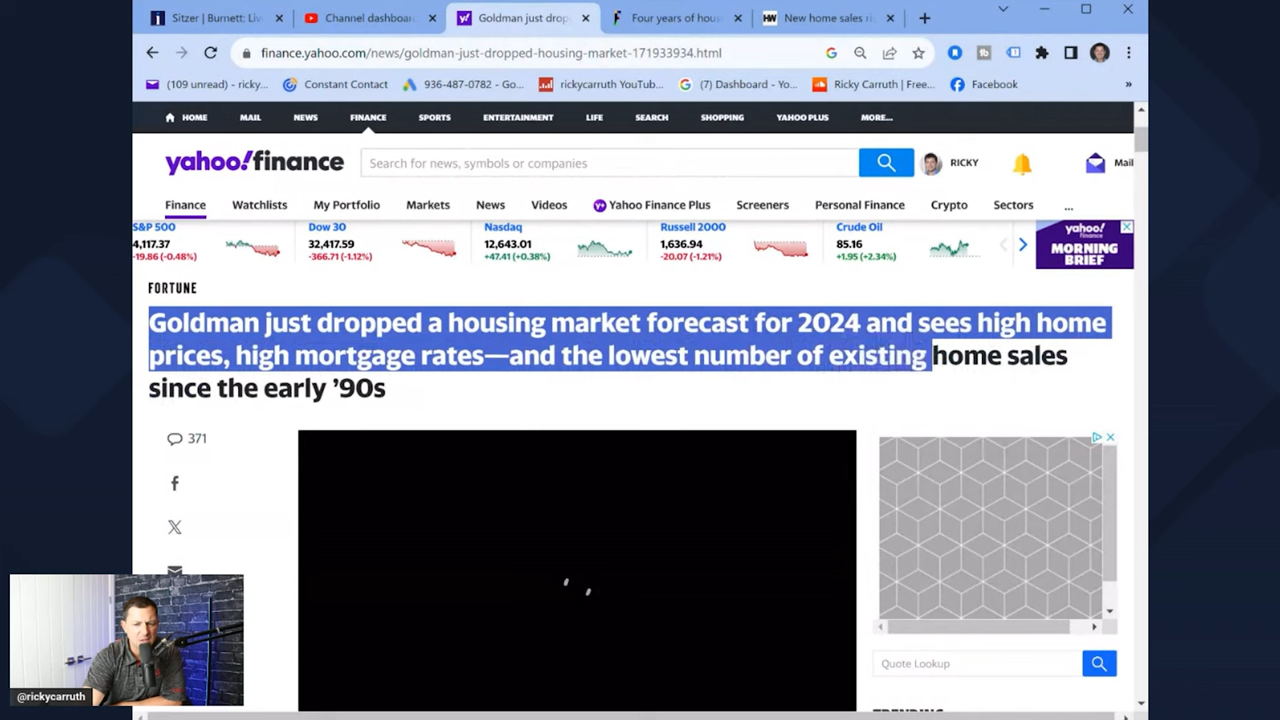 Sitzer | Burnett: Liv
Channel dashboar
Goldman just drop
Four years of hous
New home sales ri
finance.yahoo.com/news/goldman-just-dropped-housing-market-171933934.html
(109 unread) - ricky...
Constant Contact
936-487-0782 - Go...
rickycarruth YouTub...
(7) Dashboard - Yo...
Ricky Carruth | Free...
Facebook
»
HOME
MAIL
NEWS
FINANCE
SPORTS
ENTERTAINMENT
LIFE
SEARCH
SHOPPING
YAHOO PLUS
MORE...
yahoo!finance
Search for news, symbols or companies
RICKY
Mail
Finance
Watchlists
My Portfolio
Markets
News
Videos
Yahoo Finance Plus
Screeners
Personal Finance
Crypto
Sectors
...
S&P 500
4,117.37
-19.86 (-0.48%)
Dow 30
32,417.59
-366.71 (-1.12%)
Nasdaq
12,643.01
+47.41 (+0.38%)
Russell 2000
1,636.94
-20.07 (-1.21%)
Crude Oil
85.16
+1.95 (+2.34%)
yahoo!
finance
MORNING
BRIEF
FORTUNE
Goldman just dropped a housing market forecast for 2024 and sees high home
prices, high mortgage rates—and the lowest number of existing home sales
since the early ’90s
371
Quote Lookup
@rickycarruth